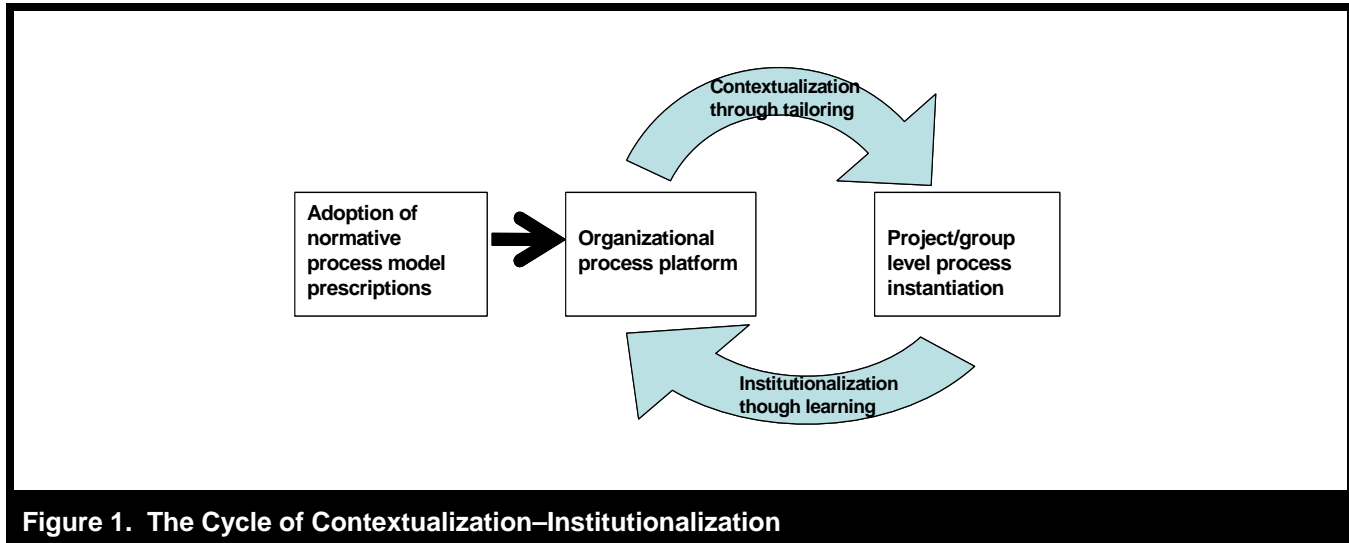 Contextualization
through tailoring
Adoption of
normative
process model
prescriptions
Organizational
process platform
Project/group
level process
instantiation
Institutionalization
though learning
Figure 1.  The Cycle of Contextualization–Institutionalization